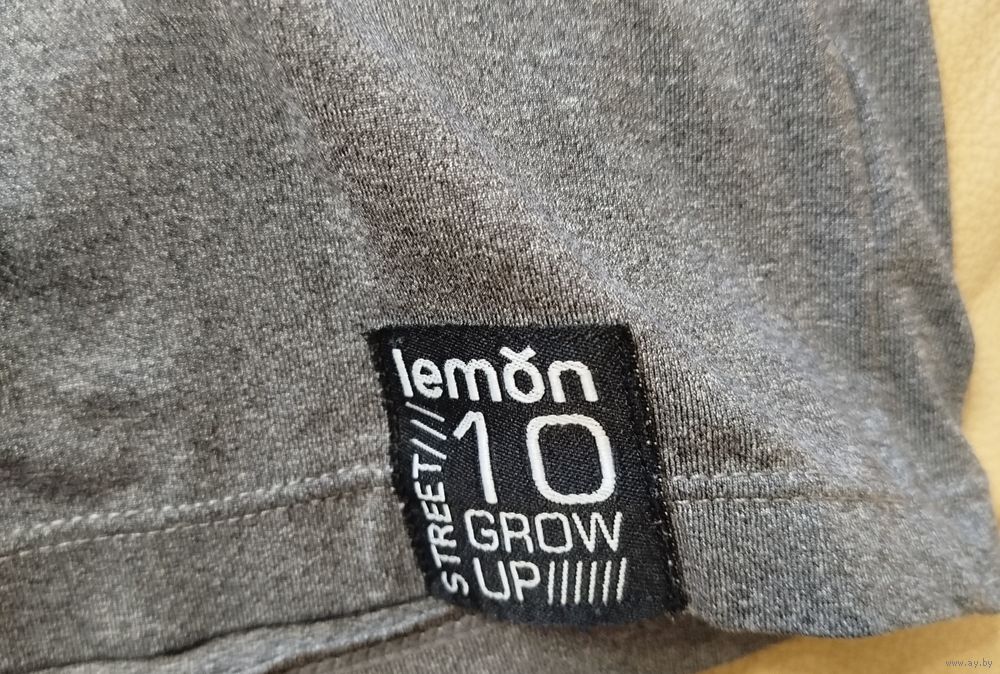 lemŏn
STREET///
10
GROW
UP|||||||
www.ay.by